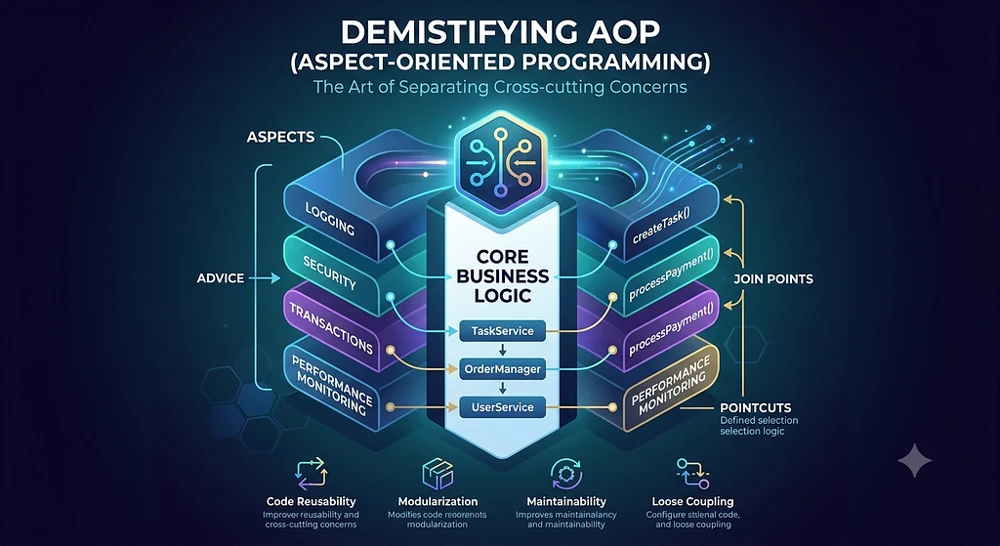 DEMISTIFYING AOP
(ASPECT-ORIENTED PROGRAMMING)
The Art of Separating Cross-cutting Concerns
ASPECTS
ADVICE
LOGGING
SECURITY
TRANSACTIONS
PERFORMANCE
MONITORING
CORE
BUSINESS
LOGIC
TaskService
OrderManager
UserService
createTask()
processPayment()
processPayment()
PERFORMANCE
MONITORING
JOIN POINTS
POINTCUTS
Defined selection
selection logic
Code Reusability
Improver reusability and
cross-cutting concerns
Modularization
Modities code reorenots
modularization
Maintainability
Improves maintainalancy
and maintainability
Loose Coupling
Configure sttienal code,
and loose coupling